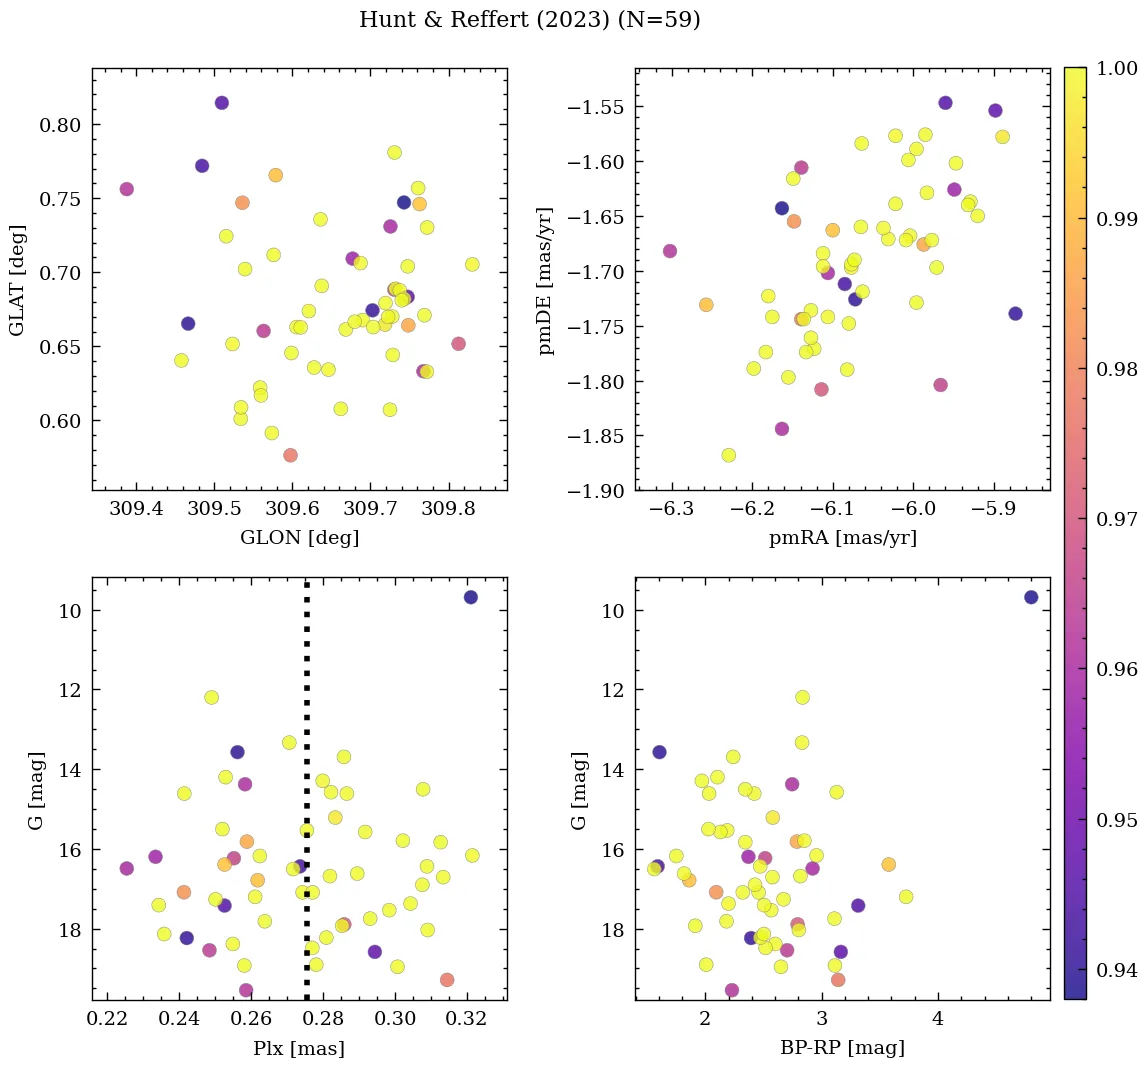 Hunt & Reffert (2023) (N=59)
0.80
0.75
0.70
0.65
0.60
GLAT [deg]
309.4 309.5 309.6 309.7 309.8
GLON [deg]
−1.55
−1.60
−1.65
−1.70
−1.75
−1.80
−1.85
−1.90
pmDE [mas/yr]
−6.3 −6.2 −6.1 −6.0 −5.9
pmRA [mas/yr]
10
12
14
16
18
G [mag]
0.22 0.24 0.26 0.28 0.30 0.32
Plx [mas]
10
12
14
16
18
G [mag]
2 3 4
BP-RP [mag]
1.00
0.99
0.98
0.97
0.96
0.95
0.94